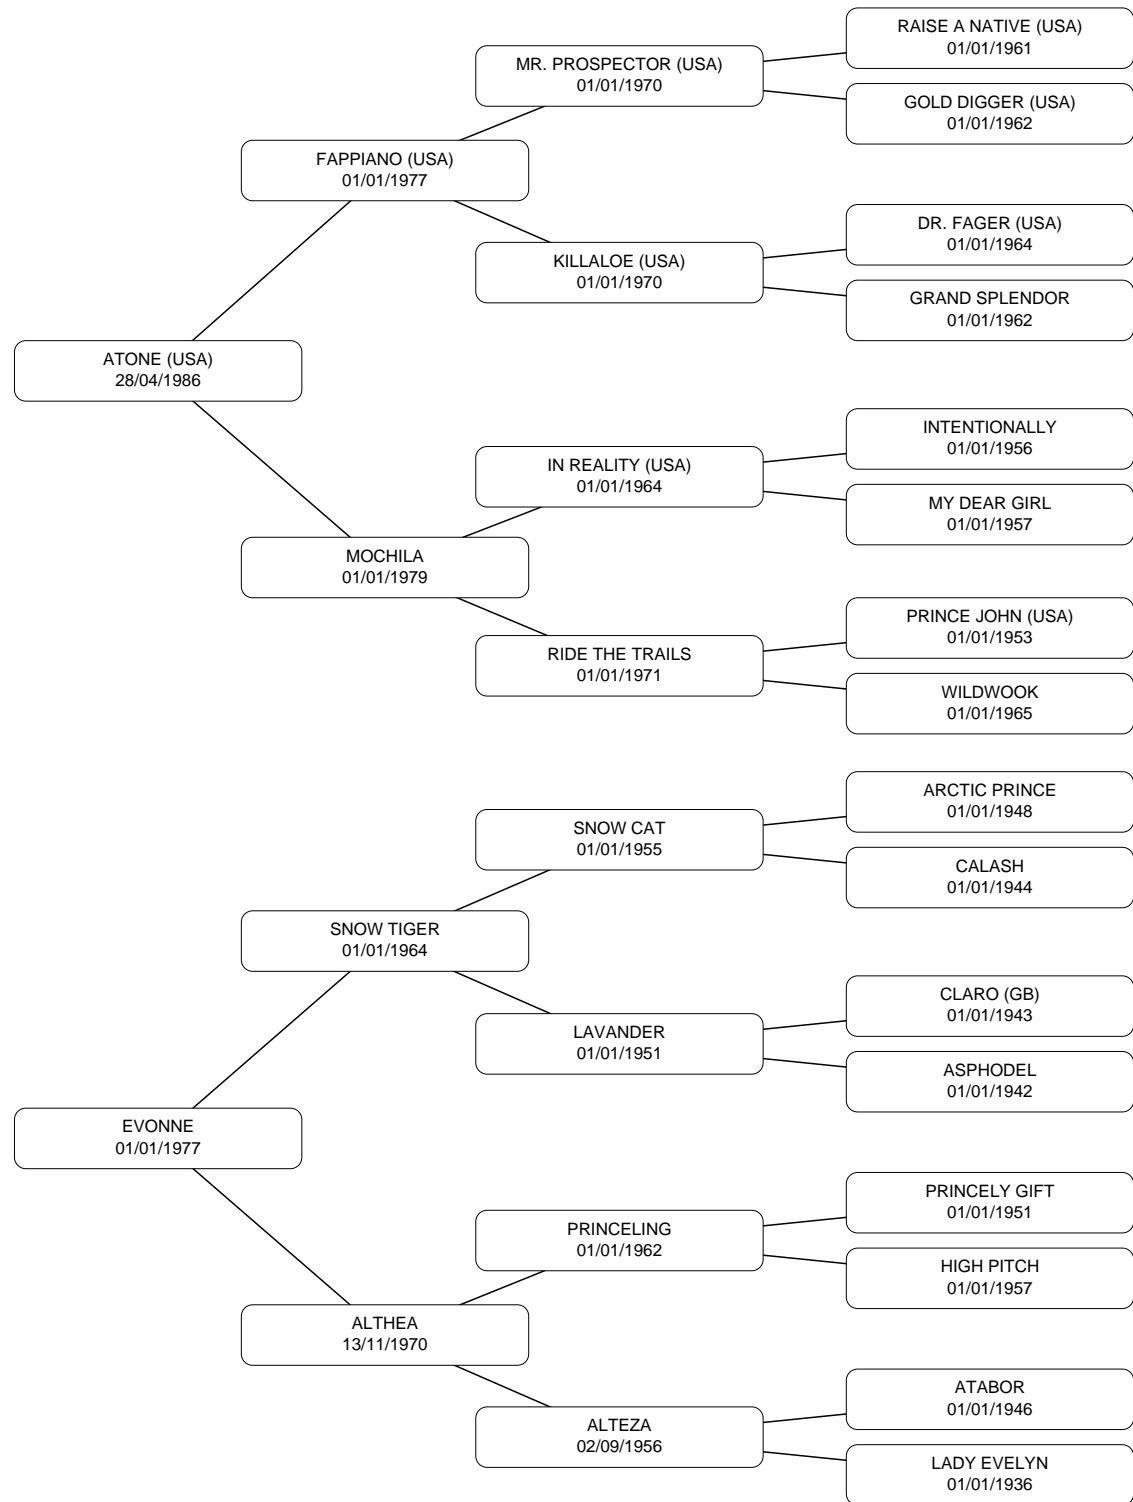 RAISE A NATIVE (USA)
01/01/1961
MR. PROSPECTOR (USA)
01/01/1970
GOLD DIGGER (USA)
01/01/1962
FAPPIANO (USA)
01/01/1977
DR. FAGER (USA)
01/01/1964
KILLALOE (USA)
01/01/1970
GRAND SPLENDOR
01/01/1962
ATONE (USA)
28/04/1986
INTENTIONALLY
01/01/1956
IN REALITY (USA)
01/01/1964
MY DEAR GIRL
01/01/1957
MOCHILA
01/01/1979
PRINCE JOHN (USA)
01/01/1953
RIDE THE TRAILS
01/01/1971
WILDWOOK
01/01/1965
ARCTIC PRINCE
01/01/1948
SNOW CAT
01/01/1955
CALASH
01/01/1944
SNOW TIGER
01/01/1964
CLARO (GB)
01/01/1943
LAVANDER
01/01/1951
ASPHODEL
01/01/1942
EVONNE
01/01/1977
PRINCELY GIFT
01/01/1951
PRINCELING
01/01/1962
HIGH PITCH
01/01/1957
ALTHEA
13/11/1970
ATABOR
01/01/1946
ALTEZA
02/09/1956
LADY EVELYN
01/01/1936